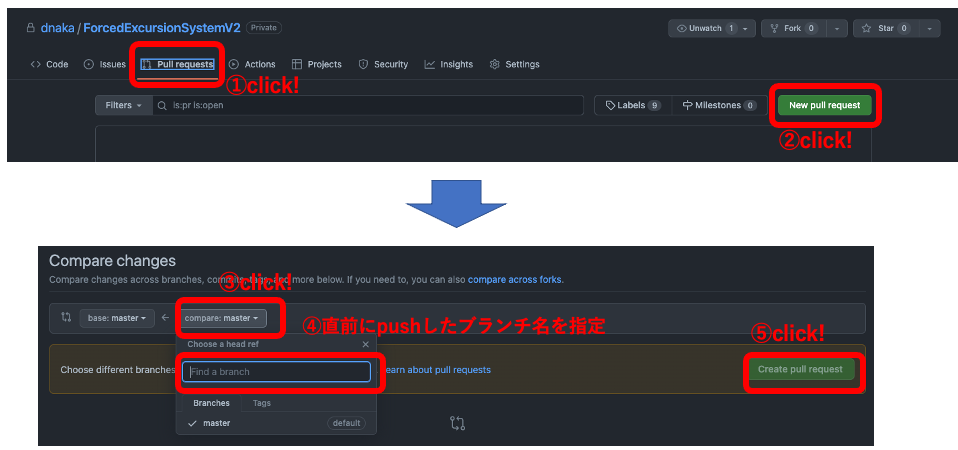 dnaka / ForcedExcursionSystemV2 Private Unwatch 1 Fork 0 Star 0
Code Issues Pull requests Actions Projects Security Insights Settings
①click!
Filters is:pr is:open Labels 9 Milestones 0 New pull request
②click!
Compare changes
Compare changes across branches, commits, tags, and more below. If you need to, you can also compare across forks.
③click!
base: master compare: master
④直前にpushしたブランチ名を指定
⑤click!
Choose a head ref
Choose different branches Find a branch earn about pull requests Create pull request
Branches Tags
master default